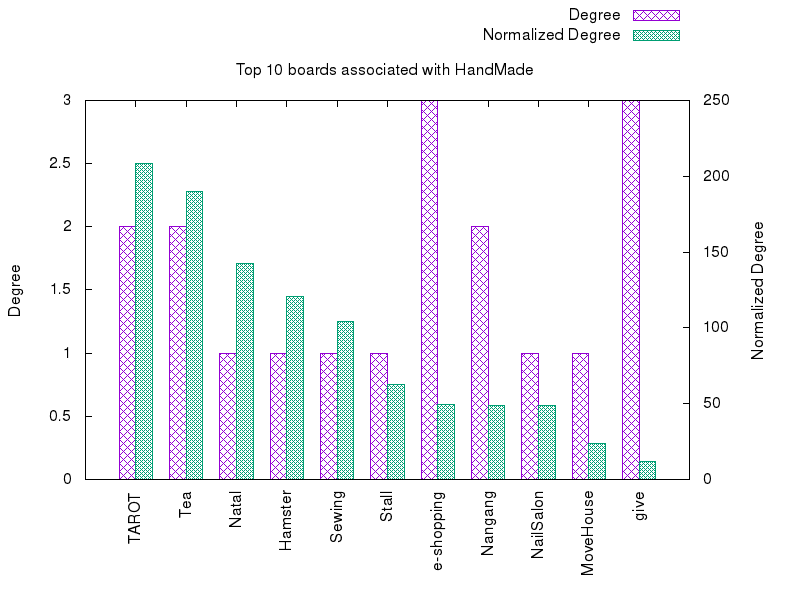 Degree
Normalized Degree
Top 10 boards associated with HandMade
3
2.5
2
1.5
1
0.5
0
250
200
150
100
50
0
Degree
Normalized Degree
TAROT
Tea
Natal
Hamster
Sewing
Stall
e-shopping
Nangang
NailSalon
MoveHouse
give